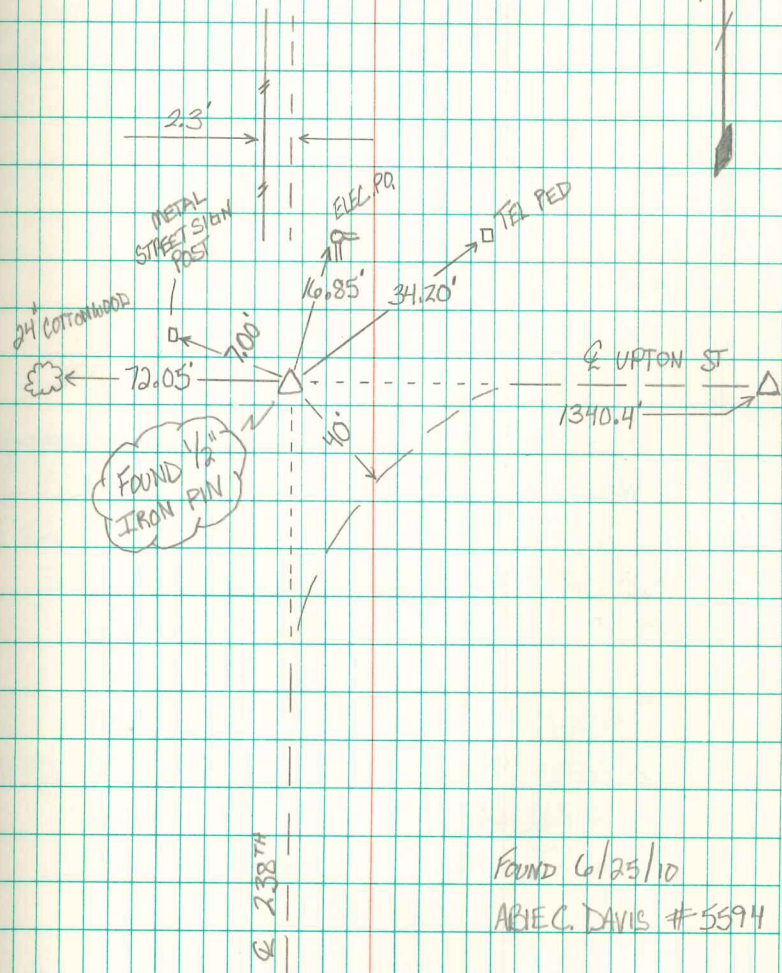 2.3'
METAL
STREET SIGN
POST
ELEC. PD.
TEL PED
16.85'
34.20'
24" COTTONWOOD
7.00'
72.05'
℄ UPTON ST
1340.4'
40'
FOUND 1/2"
IRON PIN
℄ 238TH
FOUND 6/25/10
ABIE C. DAVIS #5594